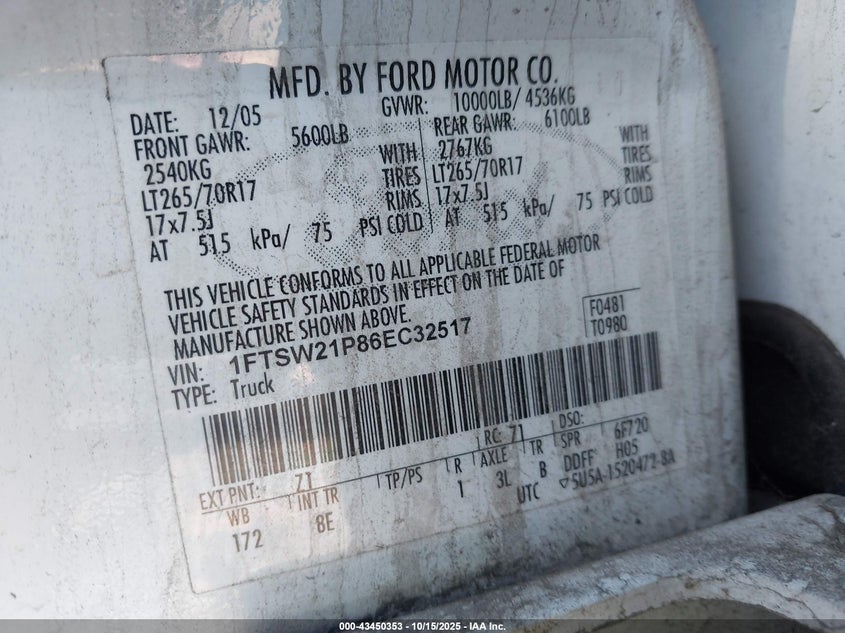 MFD. BY FORD MOTOR CO.
DATE: 12/05 GVWR: 10000LB/ 4536KG
FRONT GAWR: 5600LB REAR GAWR: 6100LB
2540KG WITH 2767KG WITH
LT265/70R17 TIRES LT265/70R17 TIRES
17x7.5J RIMS 17x7.5J RIMS
AT 515 kPa/ 75 PSI COLD AT 515 kPa/ 75 PSI COLD
THIS VEHICLE CONFORMS TO ALL APPLICABLE FEDERAL MOTOR
VEHICLE SAFETY STANDARDS IN EFFECT ON THE DATE OF
MANUFACTURE SHOWN ABOVE.
VIN: 1FTSW21P86EC32517 F0481
TYPE: Truck T0980
RC: 71 DSO:
EXT PNT: Z1 TP/PS R AXLE TR SPR 6F720
WB INT TR 1 3L B DDFF H05
172 8E UTC 5U5A-1520472-BA
000-43450353 - 10/15/2025 - IAA Inc.